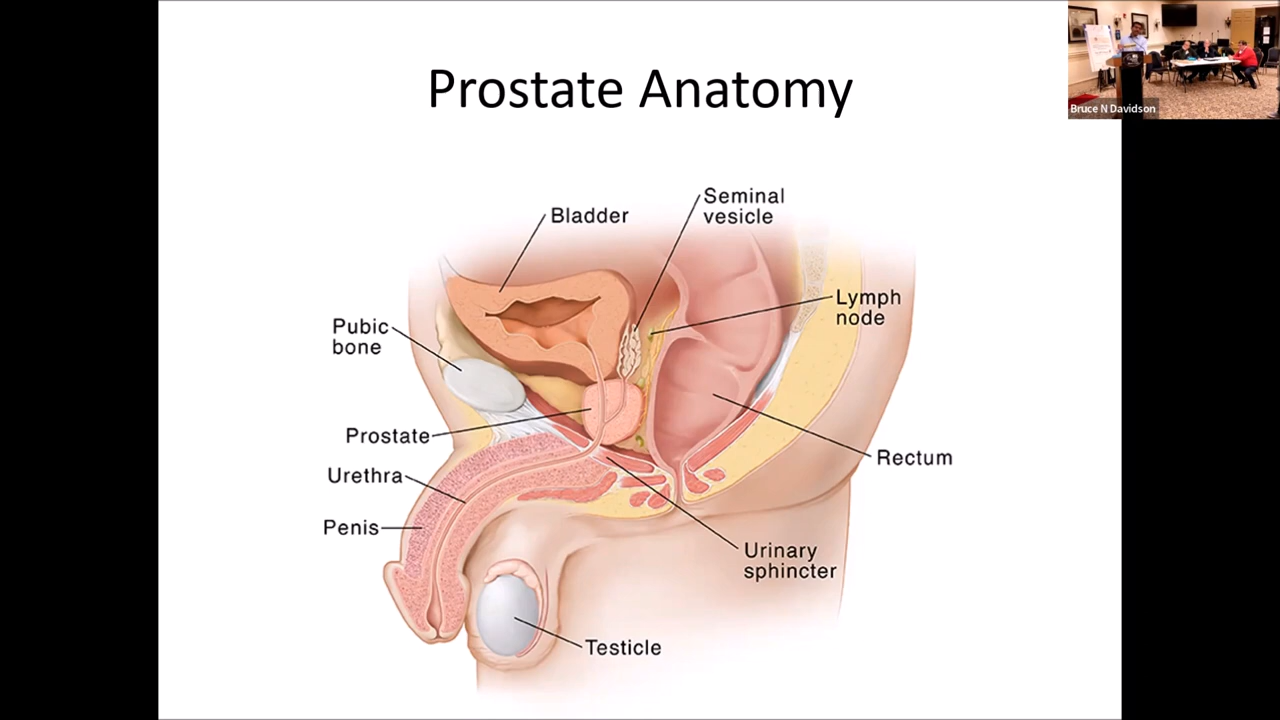 Prostate Anatomy
Bruce N Davidson
Seminal
vesicle
Bladder
Lymph
node
Pubic
bone
Prostate
Rectum
Urethra
Penis
Urinary
sphincter
Testicle